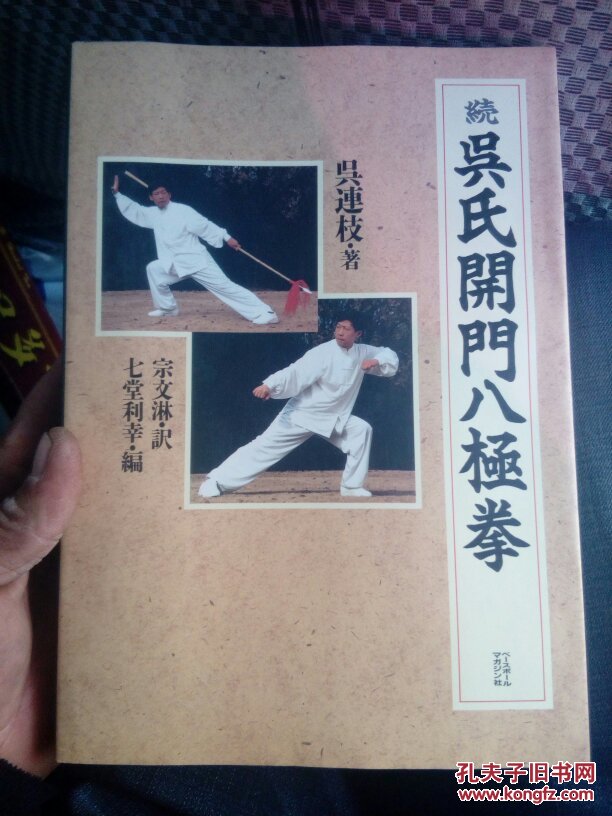 続 呉氏開門八極拳
呉連枝・著
宗文淋・訳
七堂利幸・編
ベースボール
マガジン社
孔夫子旧书网
www.kongfz.com